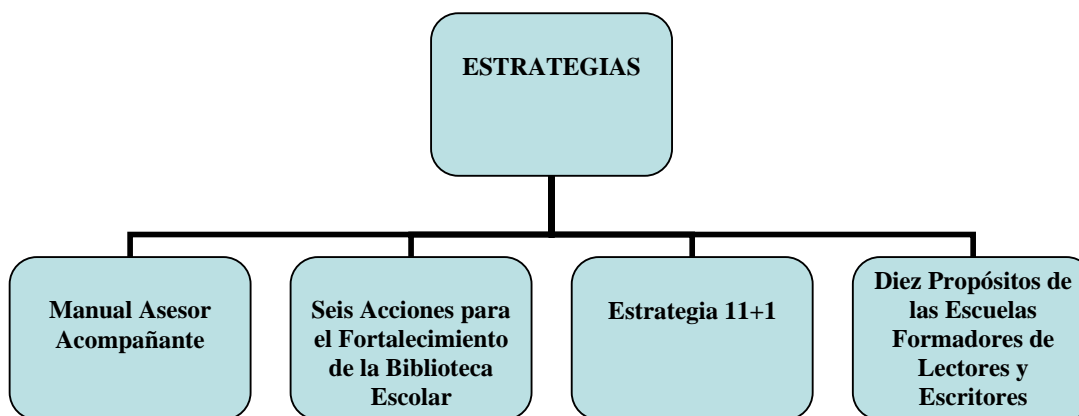 ESTRATEGIAS
Manual Asesor
Acompañante
Seis Acciones para
el Fortalecimiento
de la Biblioteca
Escolar
Estrategia 11+1
Diez Propósitos de
las Escuelas
Formadores de
Lectores y
Escritores